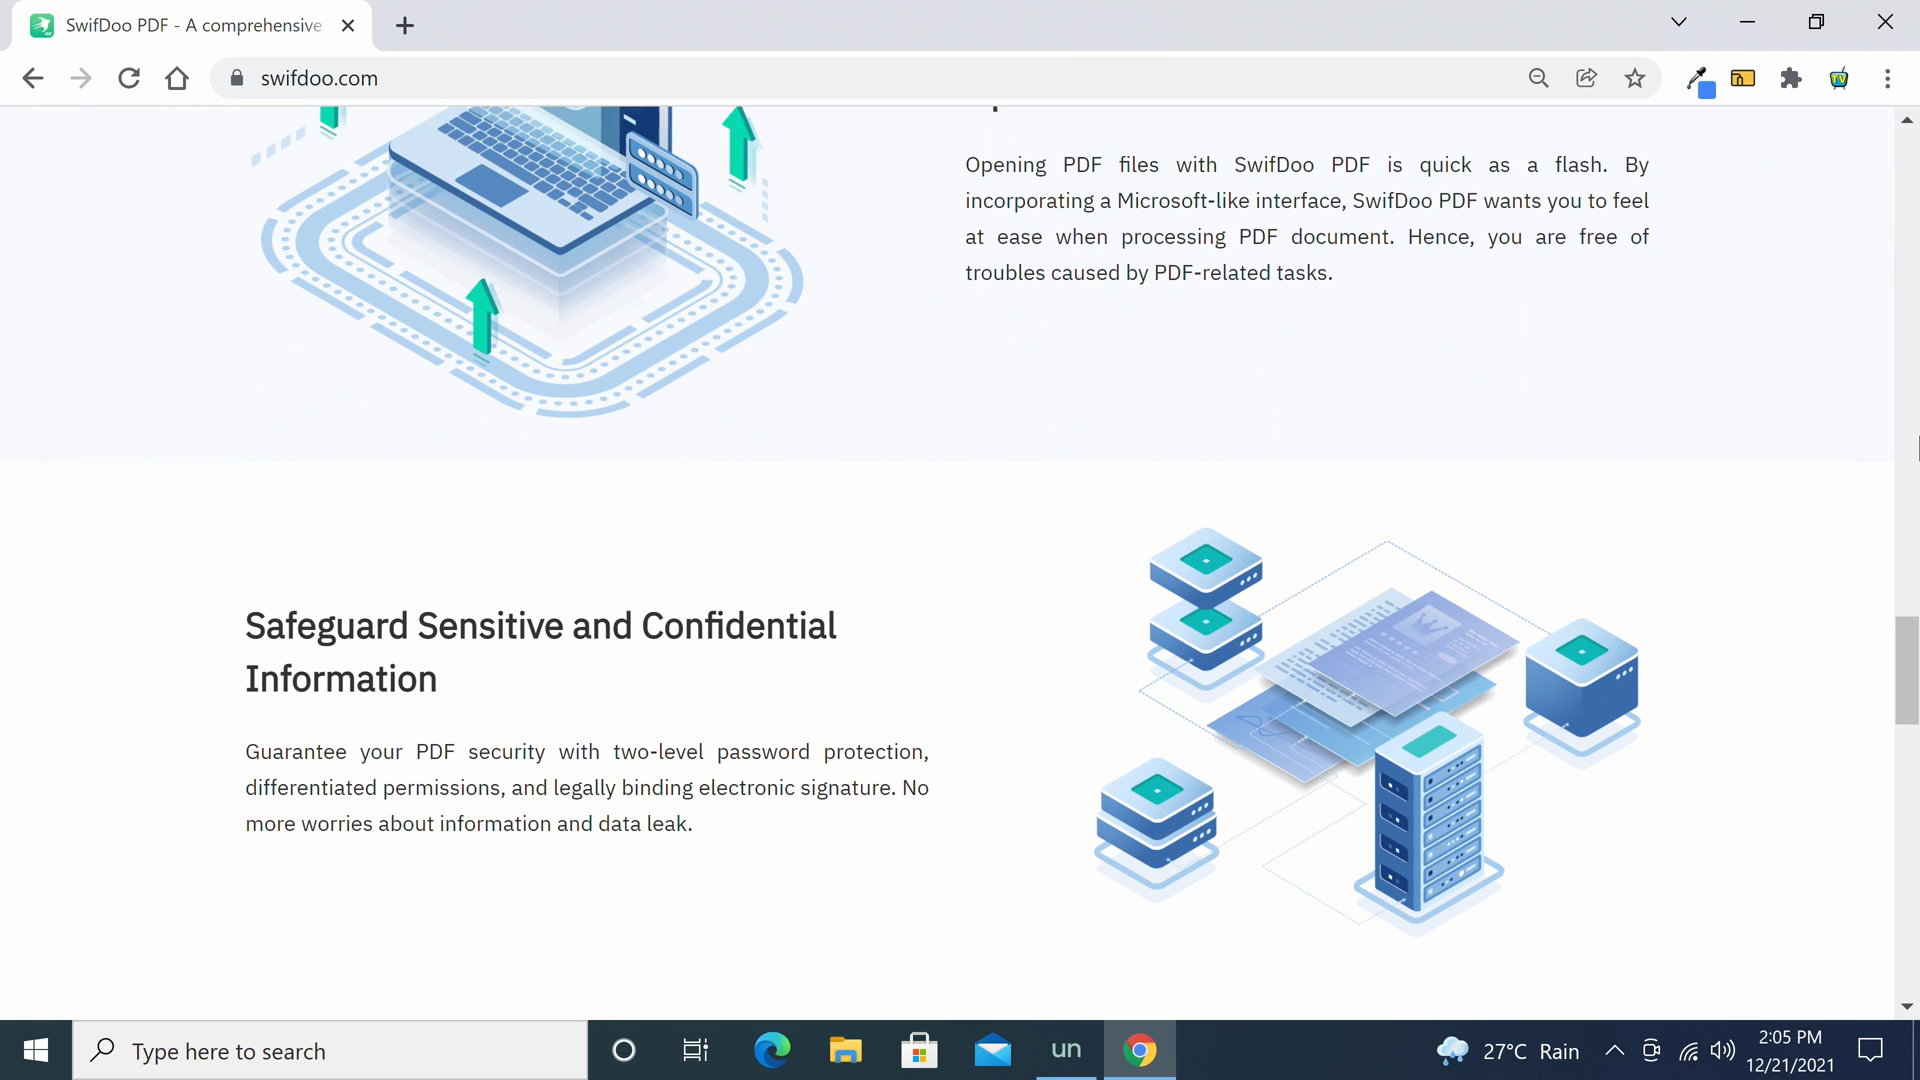 SwifDoo PDF - A comprehensive
swifdoo.com
Opening PDF files with SwifDoo PDF is quick as a flash. By
incorporating a Microsoft-like interface, SwifDoo PDF wants you to feel
at ease when processing PDF document. Hence, you are free of
troubles caused by PDF-related tasks.
Safeguard Sensitive and Confidential
Information
Guarantee your PDF security with two-level password protection,
differentiated permissions, and legally binding electronic signature. No
more worries about information and data leak.
Type here to search
un
27°C Rain
2:05 PM
12/21/2021